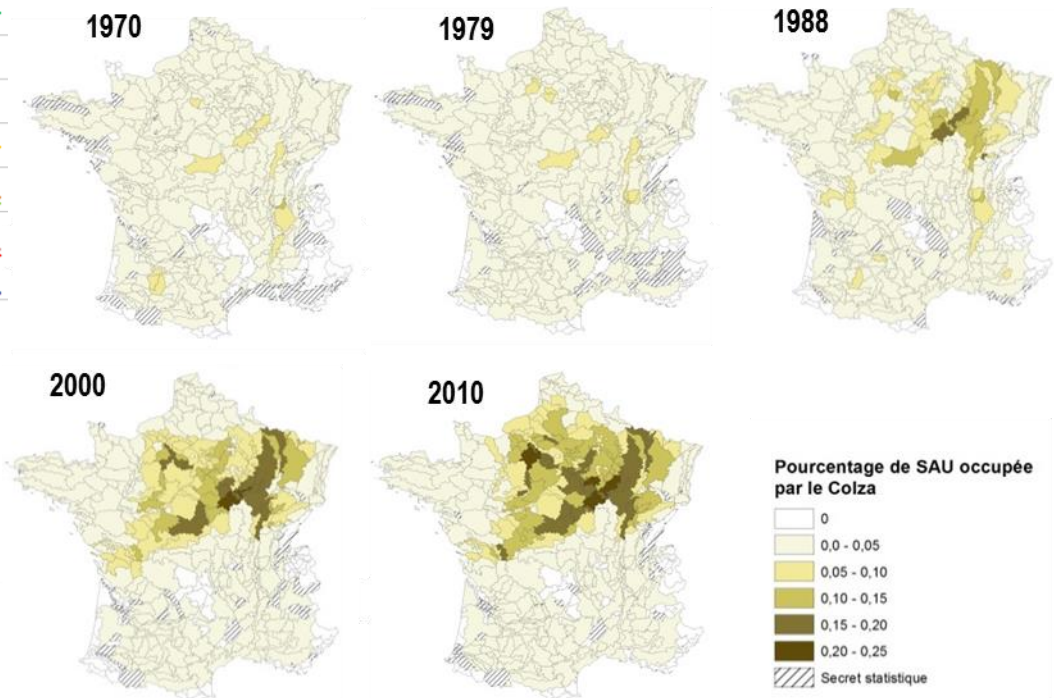 1970
1979
1988
2000
2010
Pourcentage de SAU occupée
par le Colza
0
0,0 - 0,05
0,05 - 0,10
0,10 - 0,15
0,15 - 0,20
0,20 - 0,25
Secret statistique